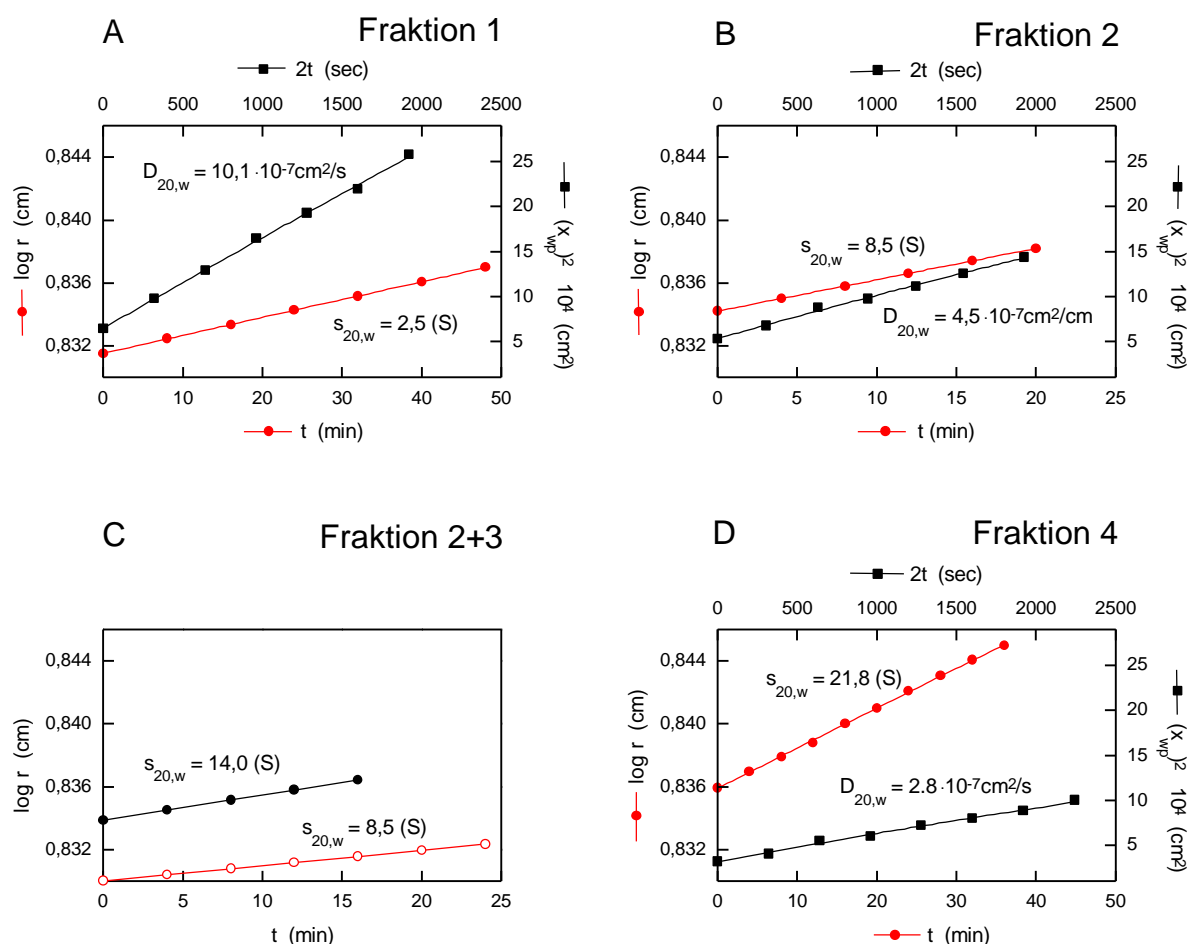 A Fraktion 1
2t (sec)
0 500 1000 1500 2000 2500
0,844
0,840
0,836
0,832
log r (cm)
25
20
15
10
5
(x_wp)² 10⁴ (cm²)
D20,w = 10,1 ·10-7cm²/s
s20,w = 2,5 (S)
0 10 20 30 40 50
t (min)
B Fraktion 2
2t (sec)
0 500 1000 1500 2000 2500
0,844
0,840
0,836
0,832
log r (cm)
25
20
15
10
5
(x_wp)² 10⁴ (cm²)
s20,w = 8,5 (S)
D20,w = 4,5 ·10-7cm²/cm
0 5 10 15 20 25
t (min)
C Fraktion 2+3
0,844
0,840
0,836
0,832
log r (cm)
s20,w = 14,0 (S)
s20,w = 8,5 (S)
0 5 10 15 20 25
t (min)
D Fraktion 4
2t (sec)
0 500 1000 1500 2000 2500
0,844
0,840
0,836
0,832
log r (cm)
25
20
15
10
5
(x_wp)² 10⁴ (cm²)
s20,w = 21,8 (S)
D20,w = 2.8 ·10-7cm²/s
0 10 20 30 40 50
t (min)